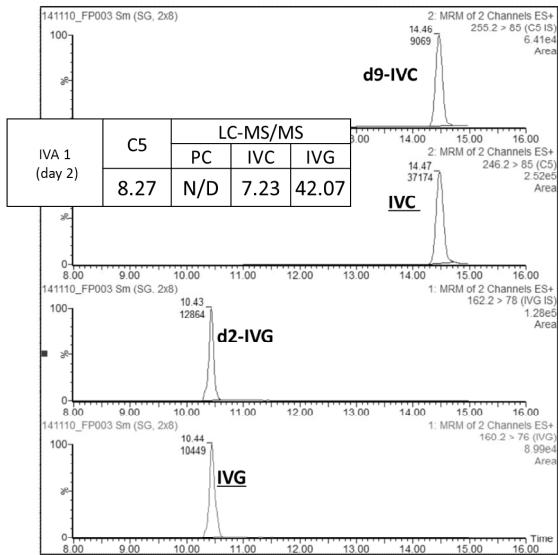 141110_FP003 Sm (SG, 2x8)
2: MRM of 2 Channels ES+
255.2 > 85 (C5 IS)
6.41e4
Area
14.46
9069
100
%
d9-IVC
13.00 14.00 15.00 16.00
IVA 1
(day 2)
C5
LC-MS/MS
PC IVC IVG
8.27 N/D 7.23 42.07
2: MRM of 2 Channels ES+
246.2 > 85 (C5)
2.52e5
Area
14.47
37174
IVC
%
0
8.00 9.00 10.00 11.00 12.00 13.00 14.00 15.00 16.00
141110_FP003 Sm (SG, 2x8)
1: MRM of 2 Channels ES+
162.2 > 78 (IVG IS)
1.28e5
Area
10.43
12864
100
%
d2-IVG
0
8.00 9.00 10.00 11.00 12.00 13.00 14.00 15.00 16.00
141110_FP003 Sm (SG, 2x8)
1: MRM of 2 Channels ES+
160.2 > 76 (IVG)
8.99e4
Area
10.44
10449
100
%
IVG
0
8.00 9.00 10.00 11.00 12.00 13.00 14.00 15.00 16.00
Time